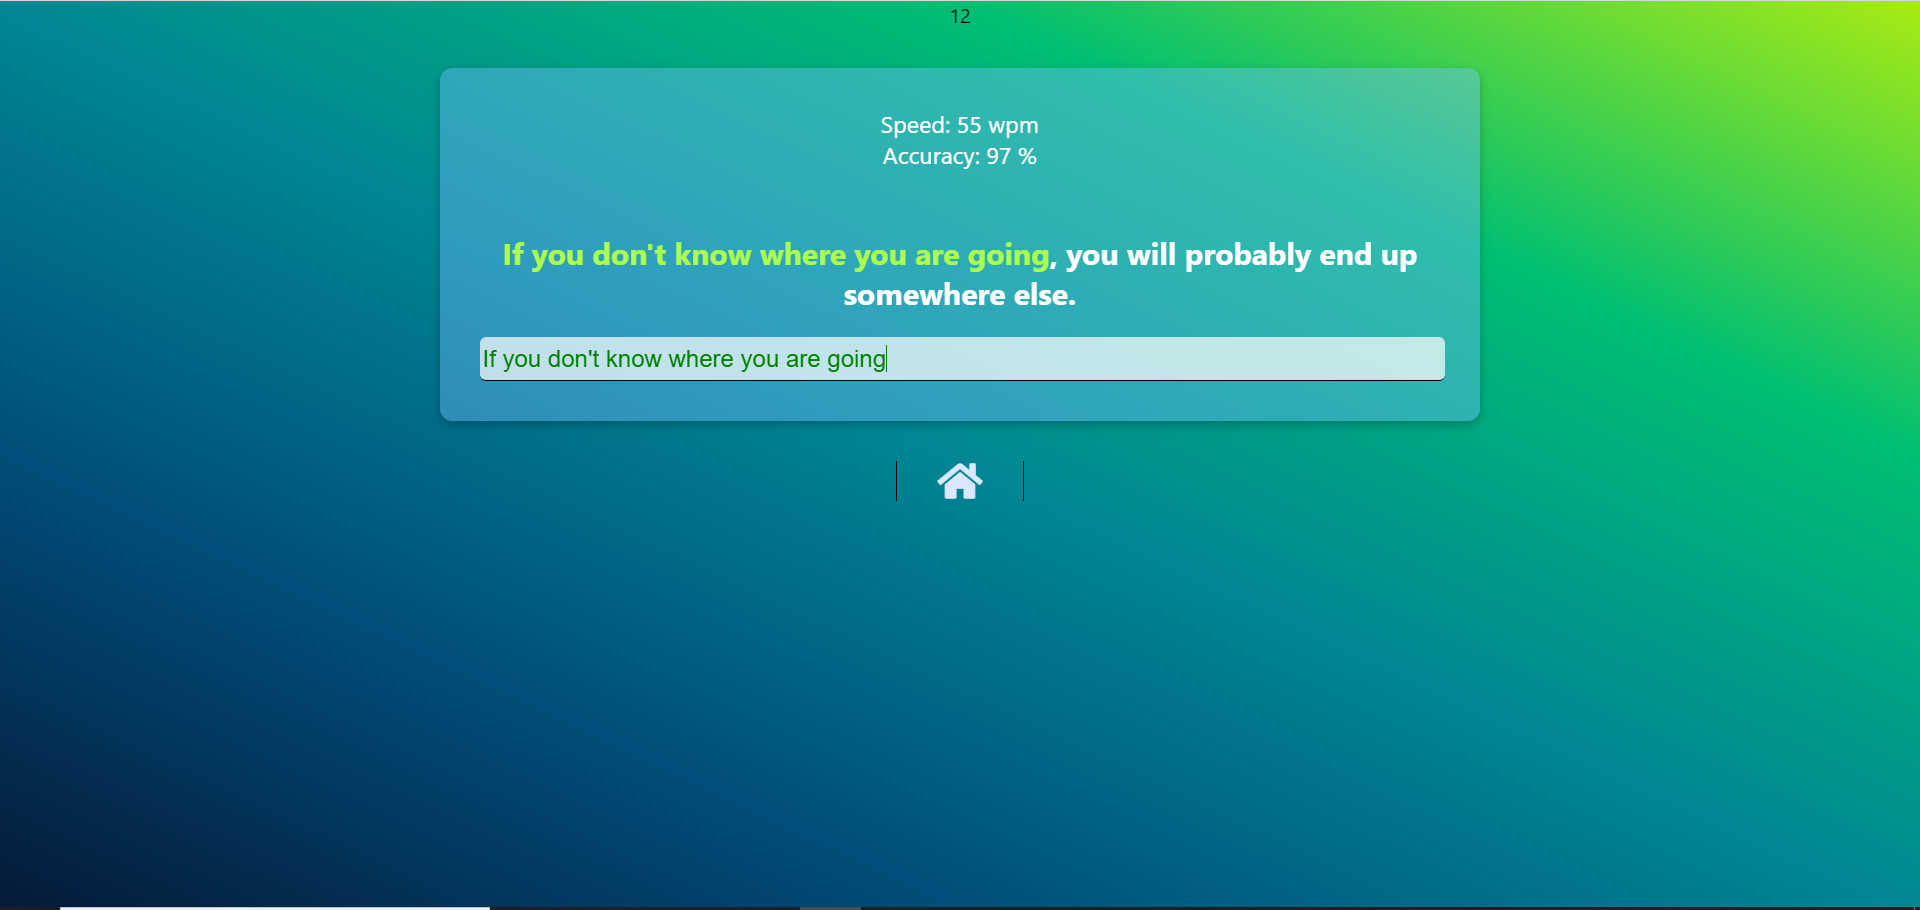 12
Speed: 55 wpm
Accuracy: 97 %
If you don't know where you are going, you will probably end up
somewhere else.
If you don't know where you are going